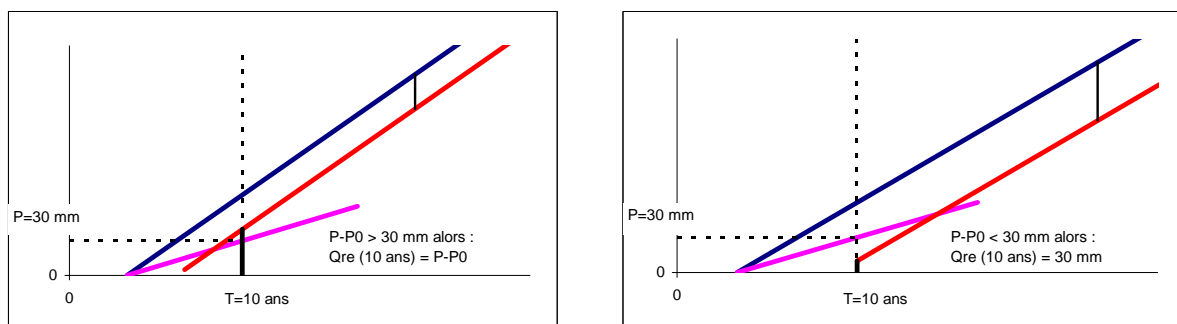 P=30 mm
P-P0 > 30 mm alors :
Qre (10 ans) = P-P0
0
0
T=10 ans
P=30 mm
P-P0 < 30 mm alors :
Qre (10 ans) = 30 mm
0
0
T=10 ans